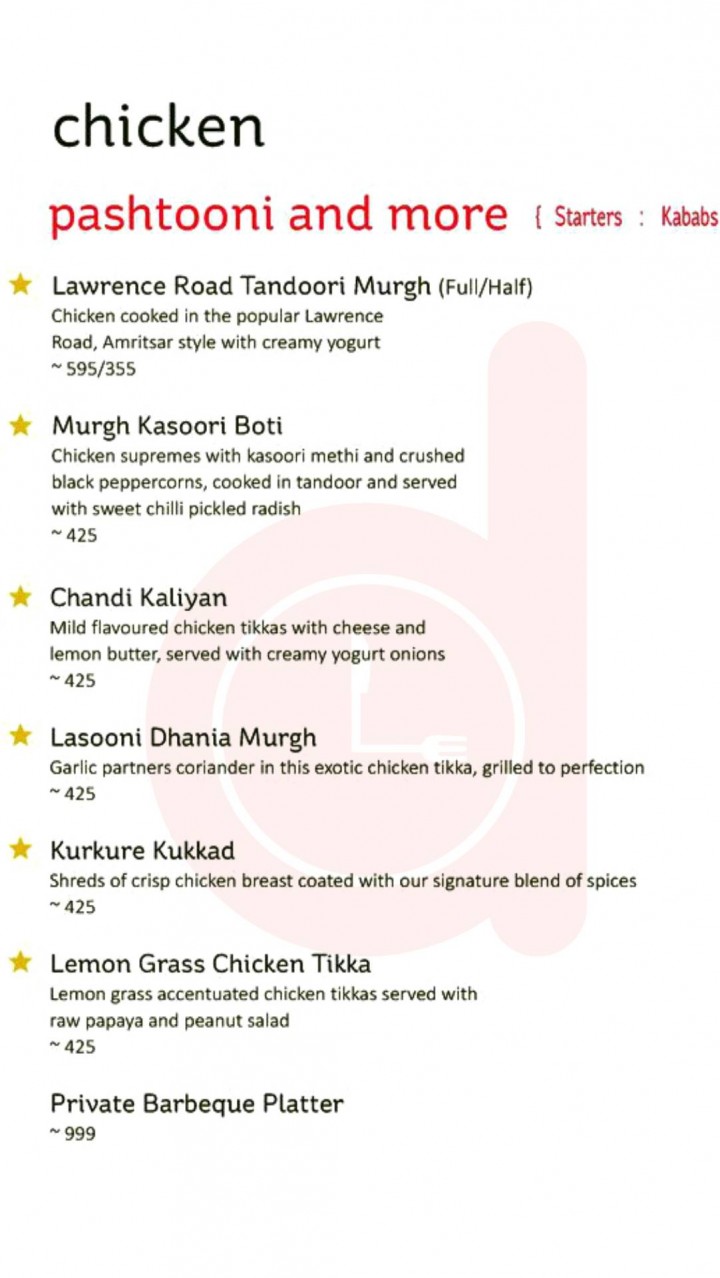 chicken
pashtooni and more { Starters : Kababs
Lawrence Road Tandoori Murgh (Full/Half)
Chicken cooked in the popular Lawrence
Road, Amritsar style with creamy yogurt
~ 595/355
Murgh Kasoori Boti
Chicken supremes with kasoori methi and crushed
black peppercorns, cooked in tandoor and served
with sweet chilli pickled radish
~ 425
Chandi Kaliyan
Mild flavoured chicken tikkas with cheese and
lemon butter, served with creamy yogurt onions
~ 425
Lasooni Dhania Murgh
Garlic partners coriander in this exotic chicken tikka, grilled to perfection
~ 425
Kurkure Kukkad
Shreds of crisp chicken breast coated with our signature blend of spices
~ 425
Lemon Grass Chicken Tikka
Lemon grass accentuated chicken tikkas served with
raw papaya and peanut salad
~ 425
Private Barbeque Platter
~ 999